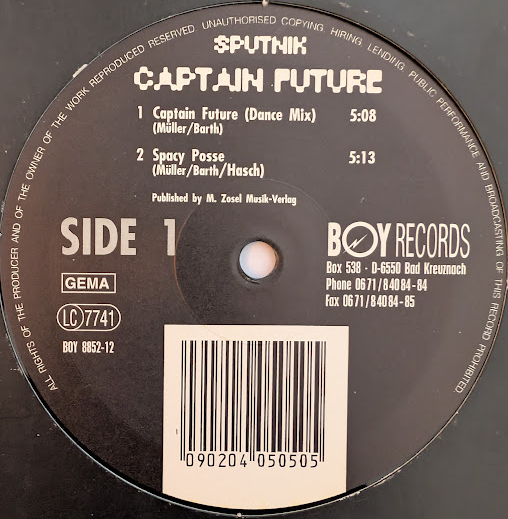 ALL RIGHTS OF THE PRODUCER AND OF THE OWNER OF THE WORK REPRODUCED RESERVED UNAUTHORISED COPYING, HIRING, LENDING, PUBLIC PERFORMANCE AND BROADCASTING OF THIS RECORD PROHIBITED
SPUTNIK
CAPTAIN FUTURE
1 Captain Future (Dance Mix) 5:08
(Müller/Barth)
2 Spacy Posse 5:13
(Müller/Barth/Hasch)
Published by M. Zosel Musik-Verlag
SIDE 1
BOY RECORDS
Box 538 · D-6550 Bad Kreuznach
Phone 0671/84084-84
Fax 0671/84084-85
GEMA
LC 7741
BOY 8852-12
090204 050505